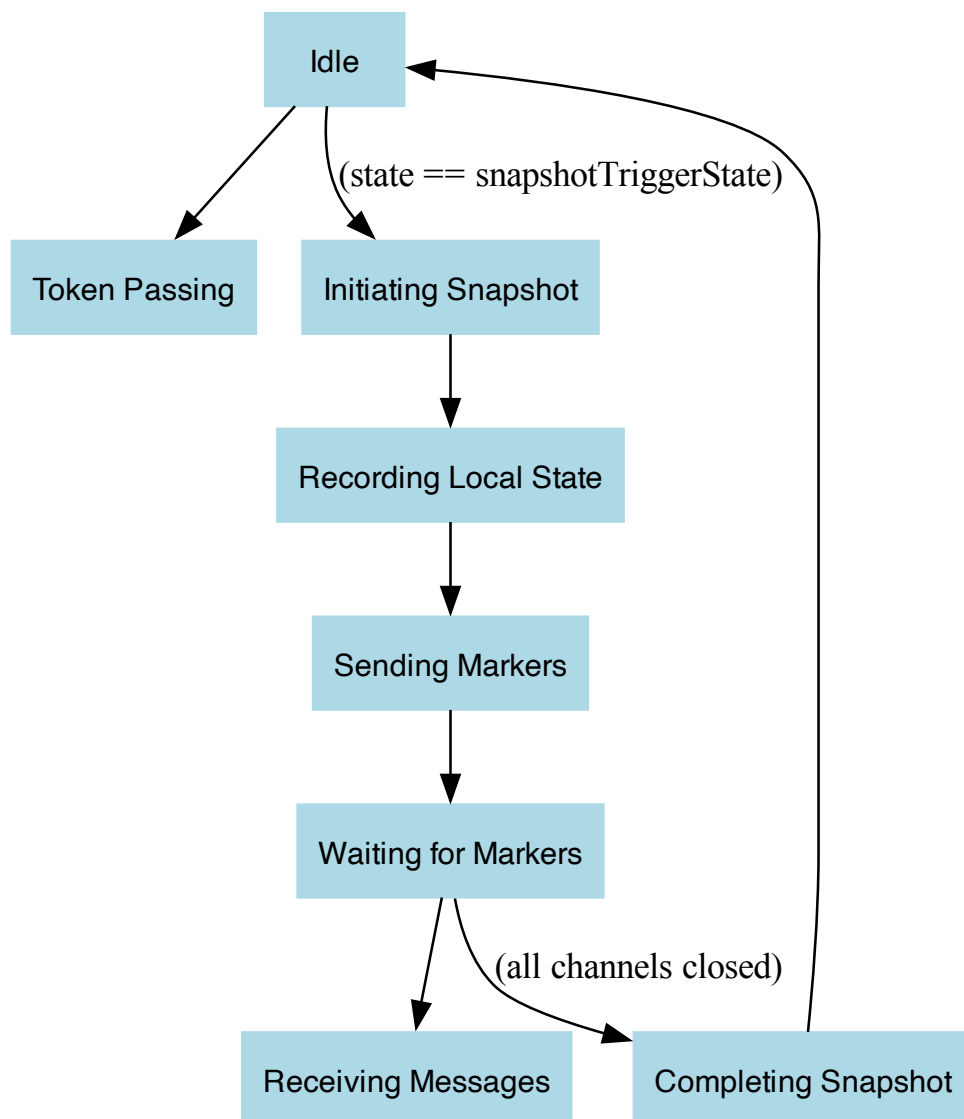 Idle
(state == snapshotTriggerState)
Token Passing
Initiating Snapshot
Recording Local State
Sending Markers
Waiting for Markers
(all channels closed)
Receiving Messages
Completing Snapshot